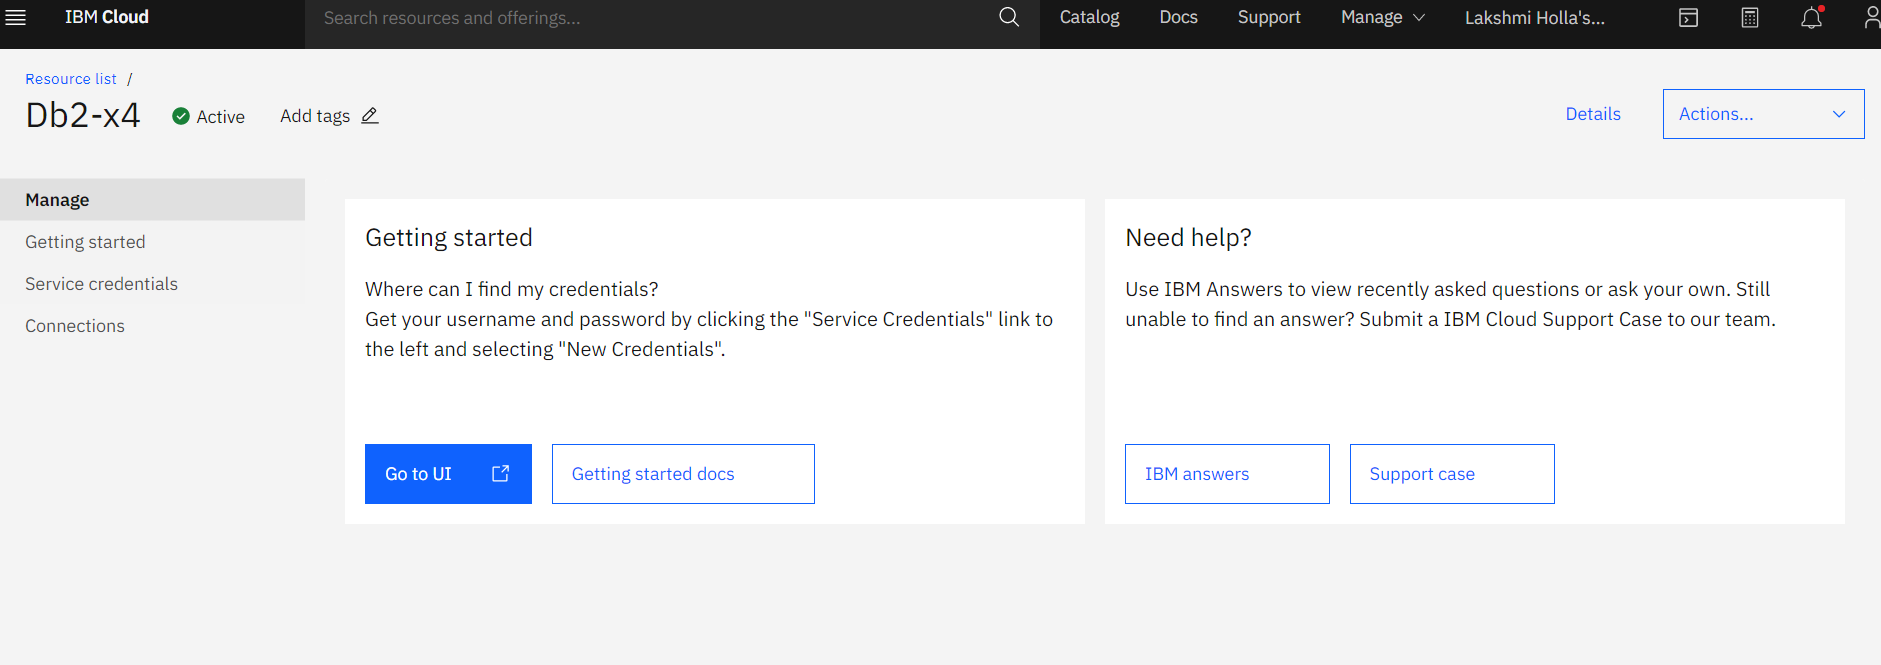 IBM Cloud
Search resources and offerings...
Catalog
Docs
Support
Manage
Lakshmi Holla's...
Resource list /
Db2-x4
Active
Add tags
Details
Actions...
Manage
Getting started
Service credentials
Connections
Getting started
Where can I find my credentials?
Get your username and password by clicking the "Service Credentials" link to
the left and selecting "New Credentials".
Go to UI
Getting started docs
Need help?
Use IBM Answers to view recently asked questions or ask your own. Still
unable to find an answer? Submit a IBM Cloud Support Case to our team.
IBM answers
Support case